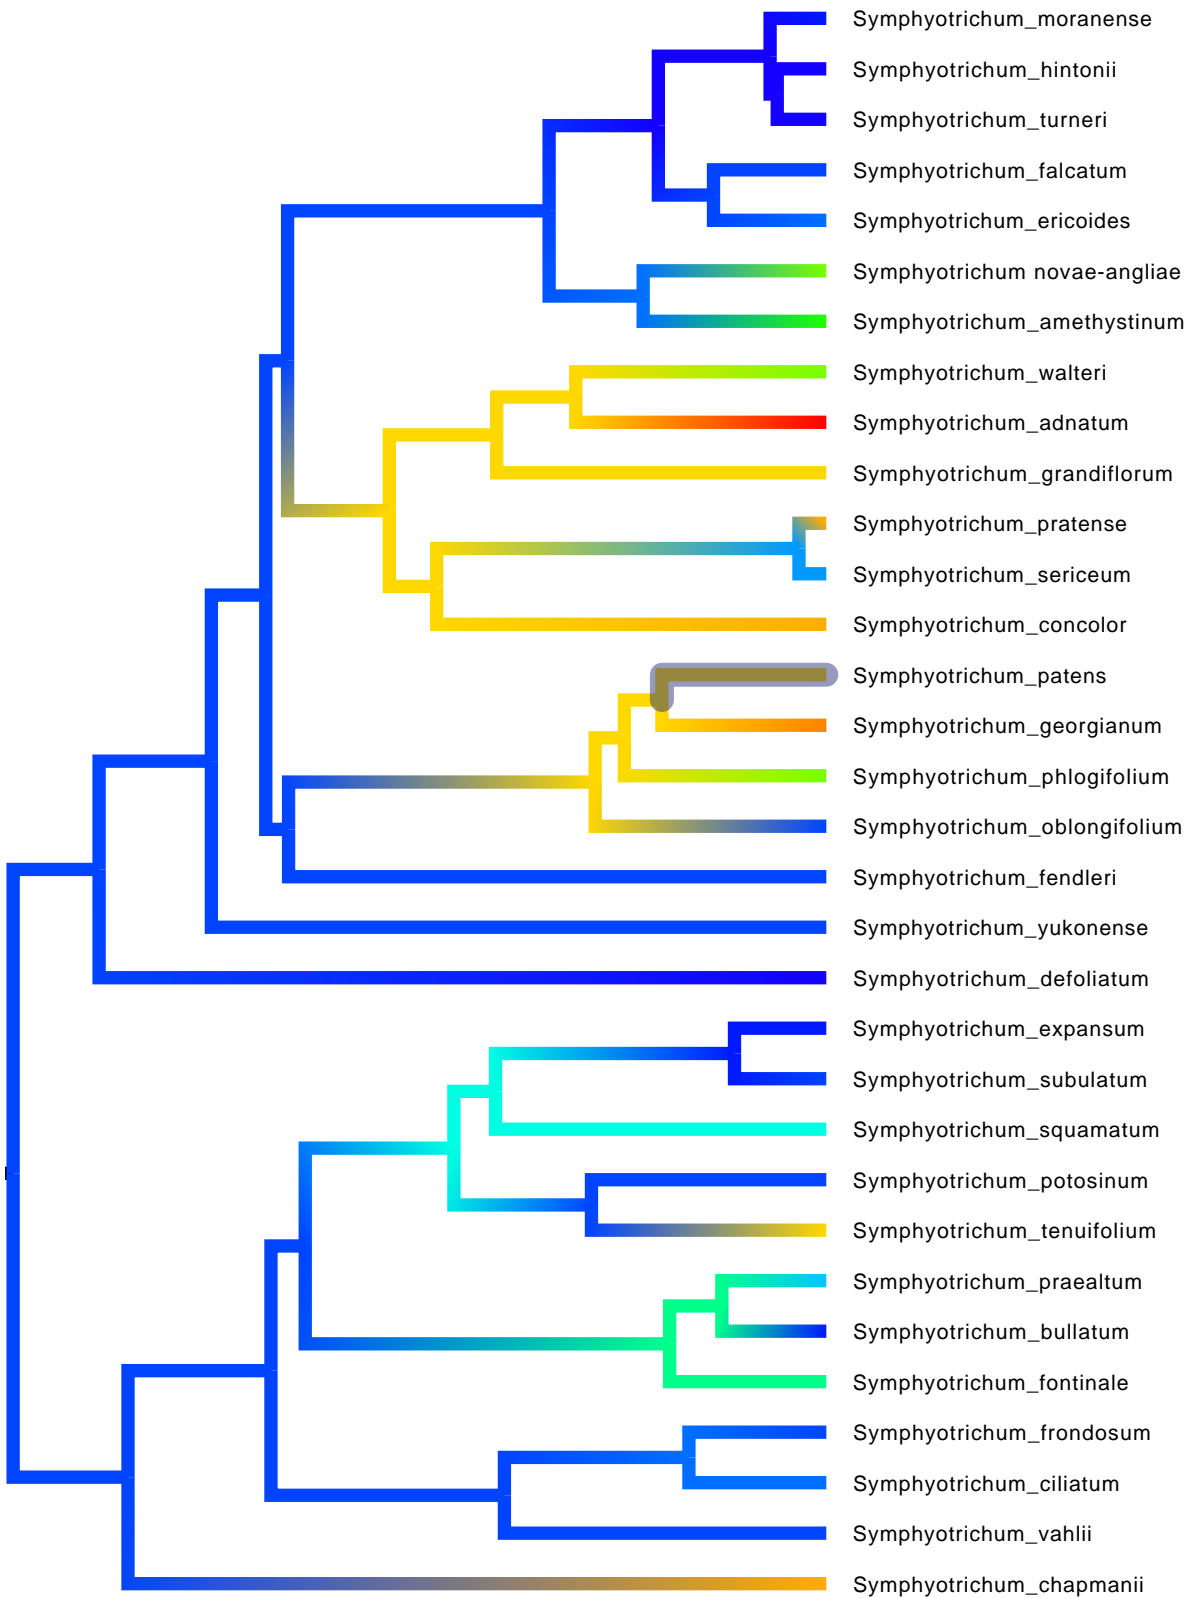 Symphyotrichum_moranense
Symphyotrichum_hintonii
Symphyotrichum_turneri
Symphyotrichum_falcatum
Symphyotrichum_ericoides
Symphyotrichum novae-angliae
Symphyotrichum_amethystinum
Symphyotrichum_walteri
Symphyotrichum_adnatum
Symphyotrichum_grandiflorum
Symphyotrichum_pratense
Symphyotrichum_sericeum
Symphyotrichum_concolor
Symphyotrichum_patens
Symphyotrichum_georgianum
Symphyotrichum_phlogifolium
Symphyotrichum_oblongifolium
Symphyotrichum_fendleri
Symphyotrichum_yukonense
Symphyotrichum_defoliatum
Symphyotrichum_expansum
Symphyotrichum_subulatum
Symphyotrichum_squamatum
Symphyotrichum_potosinum
Symphyotrichum_tenuifolium
Symphyotrichum_praealtum
Symphyotrichum_bullatum
Symphyotrichum_fontinale
Symphyotrichum_frondosum
Symphyotrichum_ciliatum
Symphyotrichum_vahlii
Symphyotrichum_chapmanii